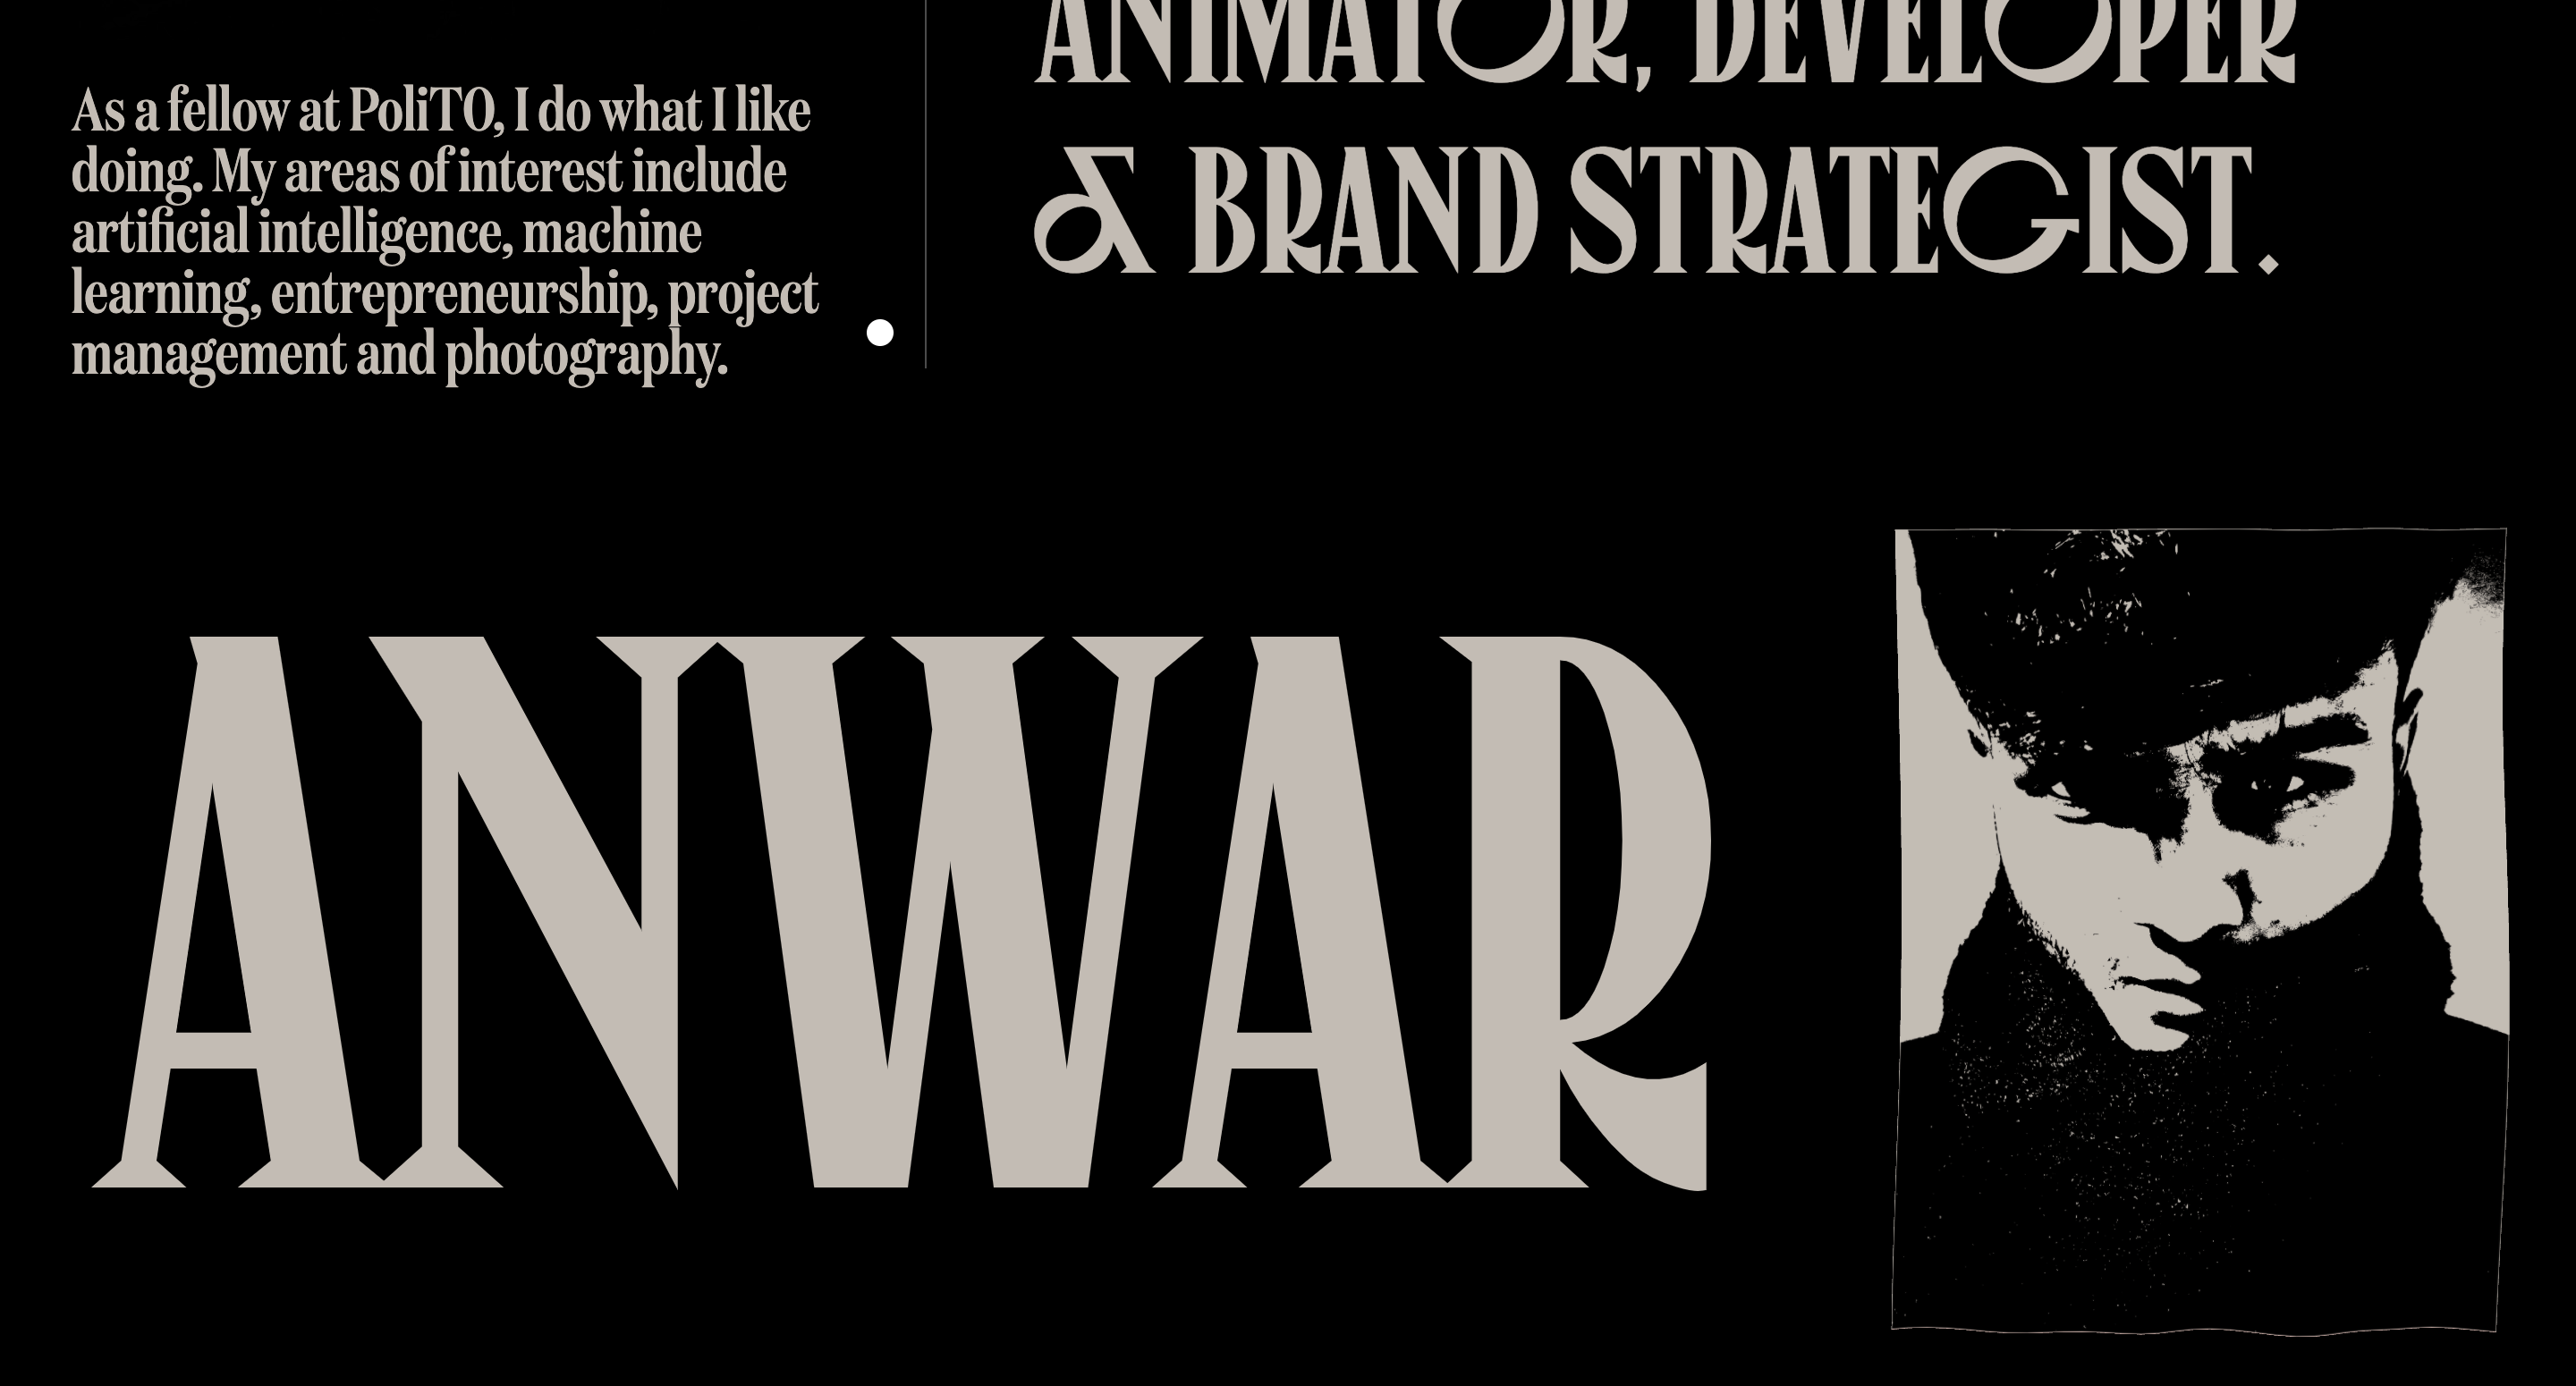 As a fellow at PoliTO, I do what I like
doing. My areas of interest include
artificial intelligence, machine
learning, entrepreneurship, project
management and photography.
ANIMATOR, DEVELOPER
& BRAND STRATEGIST.
ANWAR